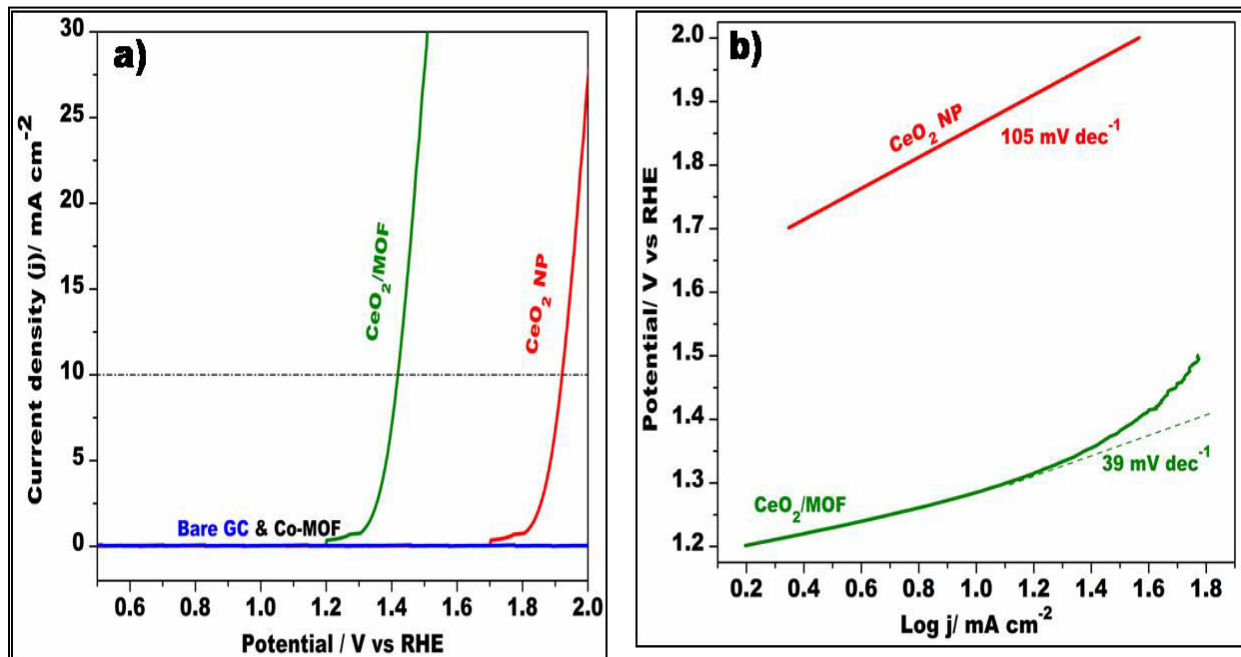 a)
Current density (j)/ mA cm⁻²
30
25
20
15
10
5
0
CeO₂/MOF
CeO₂ NP
Bare GC & Co-MOF
0.6 0.8 1.0 1.2 1.4 1.6 1.8 2.0
Potential / V vs RHE
b)
Potential/ V vs RHE
2.0
1.9
1.8
1.7
1.6
1.5
1.4
1.3
1.2
CeO₂ NP
105 mV dec⁻¹
39 mV dec⁻¹
CeO₂/MOF
0.2 0.4 0.6 0.8 1.0 1.2 1.4 1.6 1.8
Log j/ mA cm⁻²